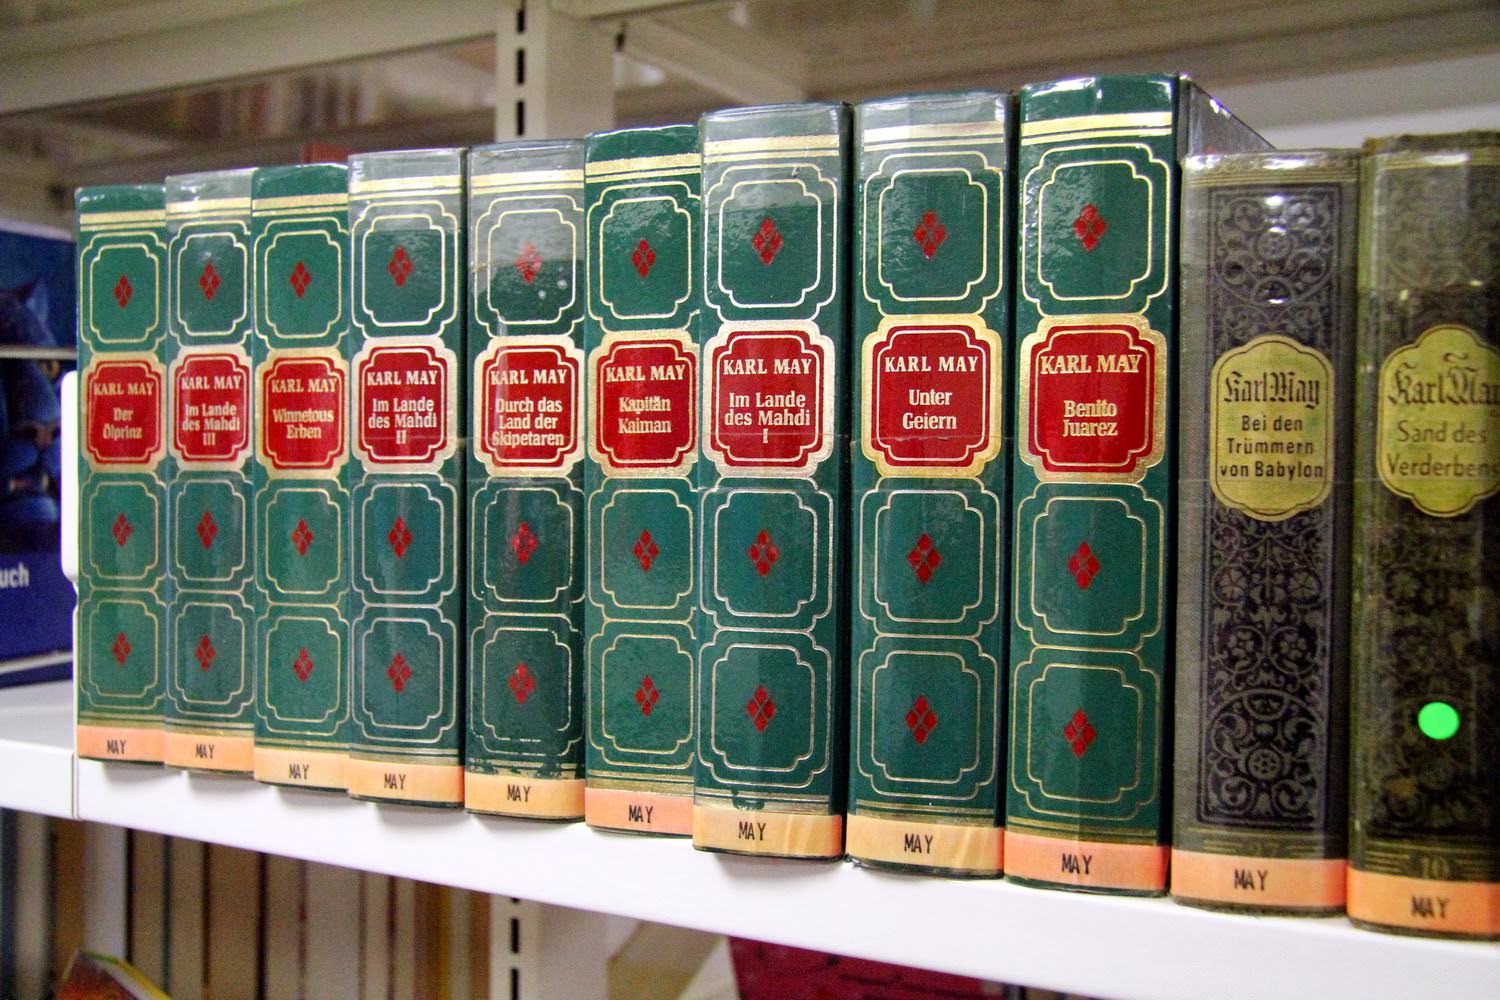 uch
KARL MAY
Der
Ölprinz
MAY
KARL MAY
Im Lande
des Mahdi
III
MAY
KARL MAY
Winnetous
Erben
MAY
KARL MAY
Im Lande
des Mahdi
II
MAY
KARL MAY
Durch das
Land der
Skipetaren
MAY
KARL MAY
Kapitän
Kaiman
MAY
KARL MAY
Im Lande
des Mahdi
I
MAY
KARL MAY
Unter
Geiern
MAY
KARL MAY
Benito
Juarez
MAY
Karl May
Bei den
Trümmern
von Babylon
27
MAY
Karl May
Sand des
Verderbens
10
MAY